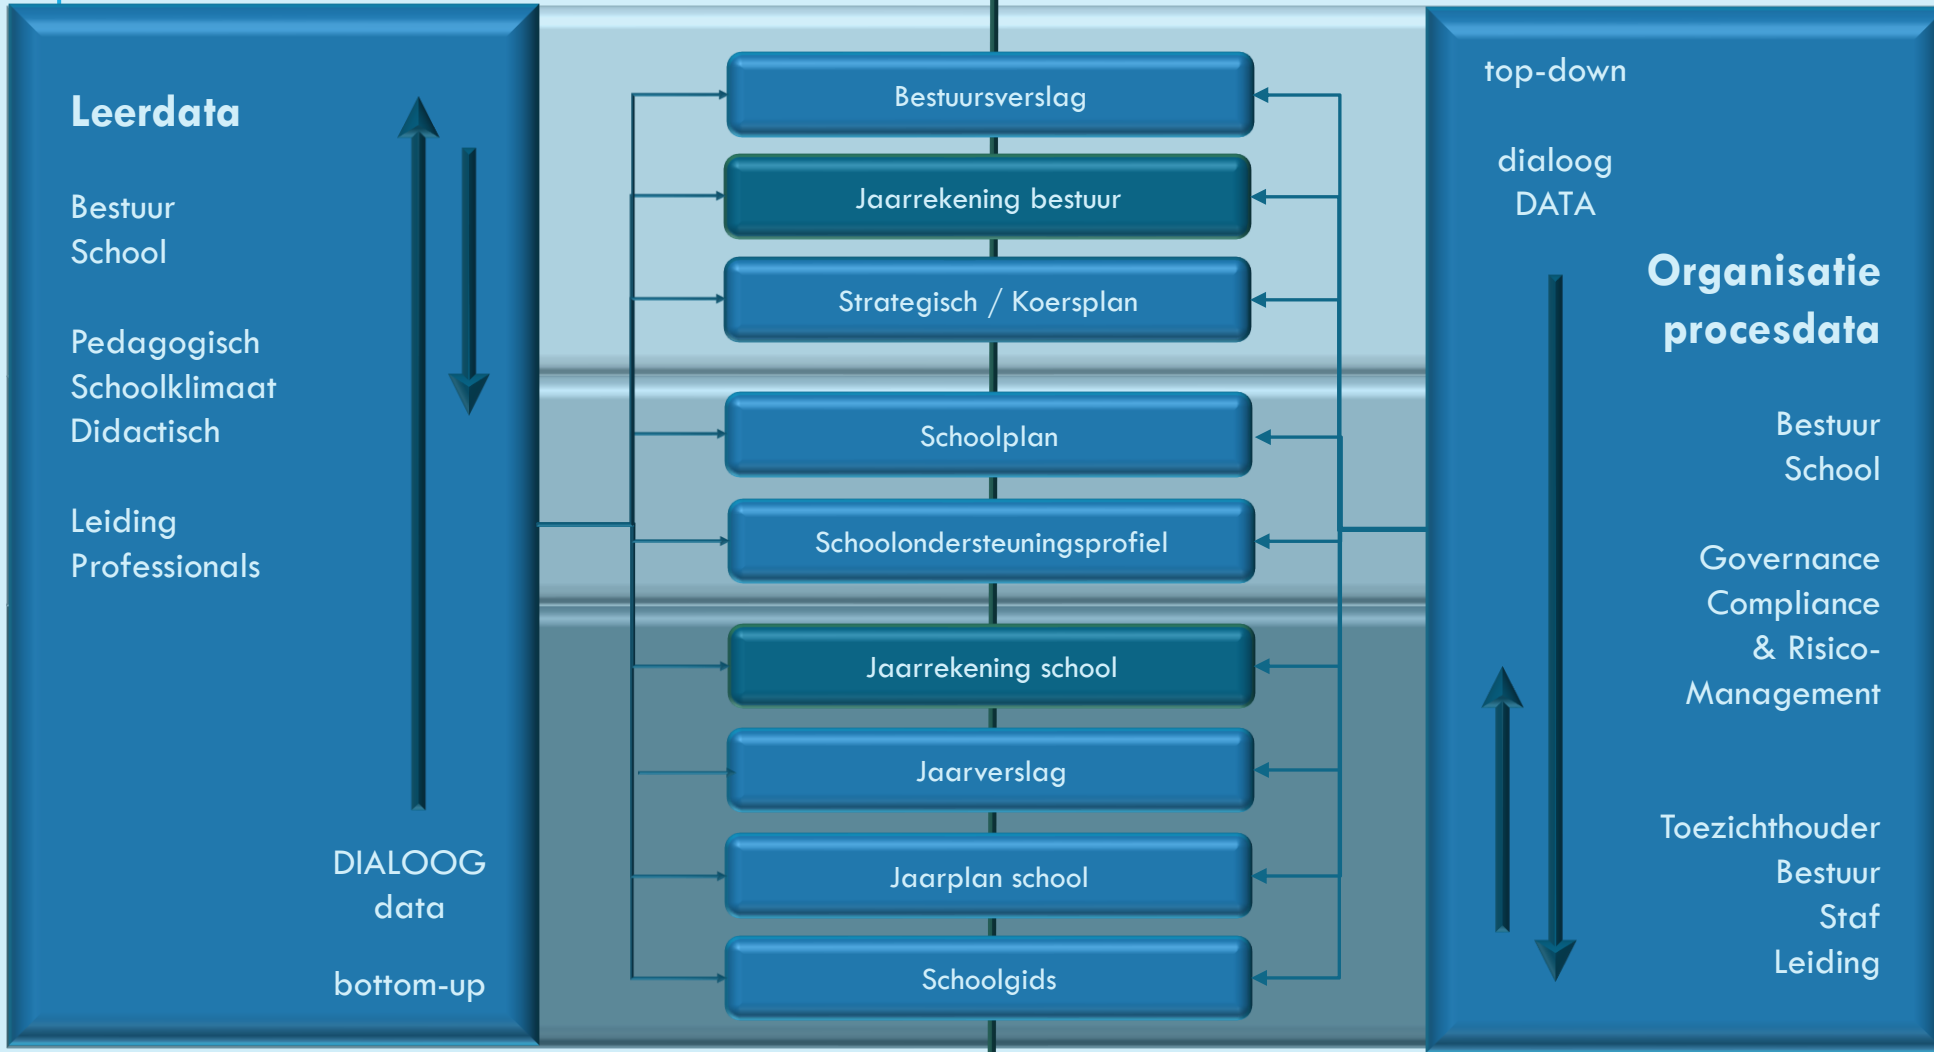 Leerdata
Bestuur
School
Pedagogisch
Schoolklimaat
Didactisch
Leiding
Professionals
DIALOOG
data
bottom-up
Bestuursverslag
Jaarrekening bestuur
Strategisch / Koersplan
Schoolplan
Schoolondersteuningsprofiel
Jaarrekening school
Jaarverslag
Jaarplan school
Schoolgids
top-down
dialoog
DATA
Organisatie
procesdata
Bestuur
School
Governance
Compliance
& Risico-
Management
Toezichthouder
Bestuur
Staf
Leiding